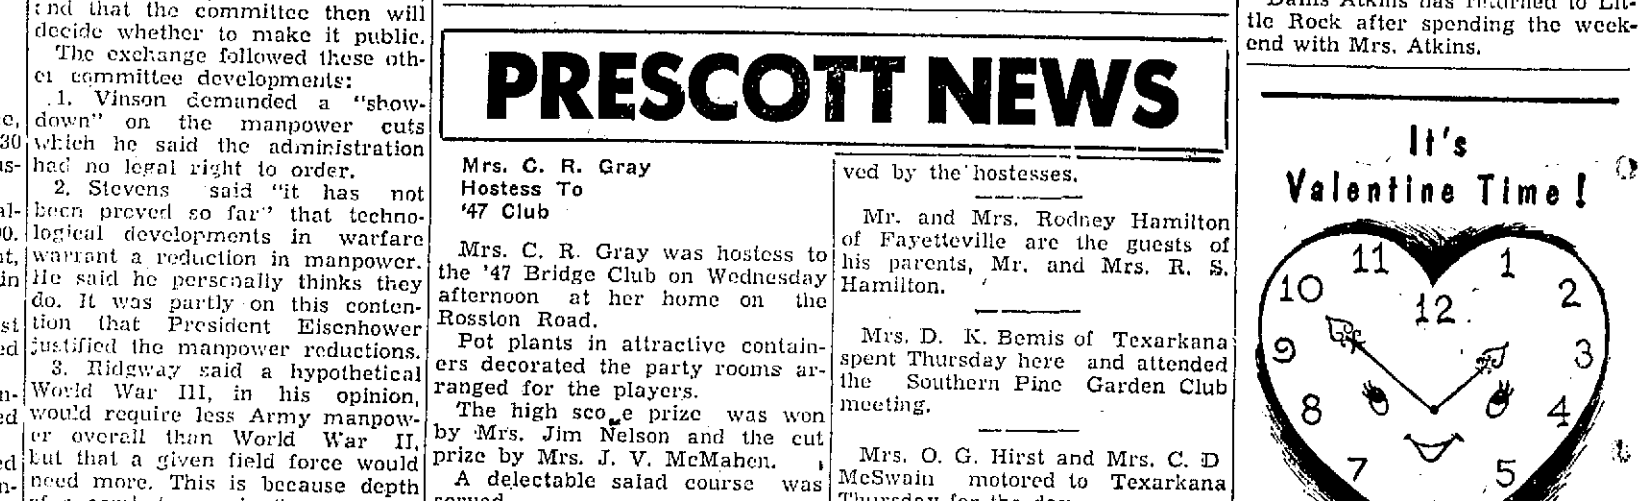 and that the committee then will
decide whether to make it public.
The exchange followed these oth-
er committee developments:
1. Vinson demanded a "show-
down" on the manpower cuts
which he said the administration
had no legal right to order.
2. Stevens said "it has not
been proved so far" that techno-
logical developments in warfare
warrant a reduction in manpower.
He said he personally thinks they
do. It was partly on this conten-
tion that President Eisenhower
justified the manpower reductions.
3. Ridgway said a hypothetical
World War III, in his opinion,
would require less Army manpow-
er overall than World War II,
but that a given field force would
need more. This is because depth
PRESCOTT NEWS
Mrs. C. R. Gray
Hostess To
'47 Club
Mrs. C. R. Gray was hostess to
the '47 Bridge Club on Wednesday
afternoon at her home on the
Rosston Road.
Pot plants in attractive contain-
ers decorated the party rooms ar-
ranged for the players.
The high sco e prize was won
by Mrs. Jim Nelson and the cut
prize by Mrs. J. V. McMahen.
A delectable salad course was
served
ved by the hostesses.
Mr. and Mrs. Rodney Hamilton
of Fayetteville are the guests of
his parents, Mr. and Mrs. R. S.
Hamilton.
Mrs. D. K. Bemis of Texarkana
spent Thursday here and attended
the Southern Pine Garden Club
meeting.
Mrs. O. G. Hirst and Mrs. C. D
McSwain motored to Texarkana
Thursday for the day
Dallis Atkins has returned to Lit-
tle Rock after spending the week-
end with Mrs. Atkins.
It's
Valentine Time!
11 1
10 12 2
9 3
8 4
7 5